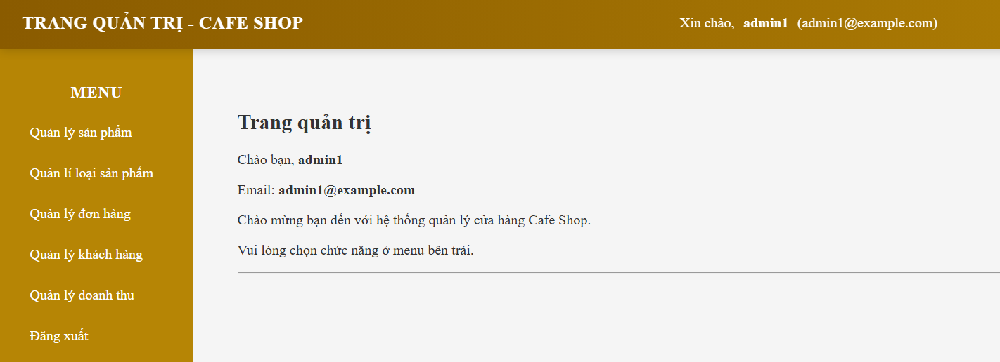 TRANG QUẢN TRỊ - CAFE SHOP
Xin chào, admin1 (admin1@example.com)
MENU
Quản lý sản phẩm
Quản lí loại sản phẩm
Quản lý đơn hàng
Quản lý khách hàng
Quản lý doanh thu
Đăng xuất
Trang quản trị
Chào bạn, admin1
Email: admin1@example.com
Chào mừng bạn đến với hệ thống quản lý cửa hàng Cafe Shop.
Vui lòng chọn chức năng ở menu bên trái.